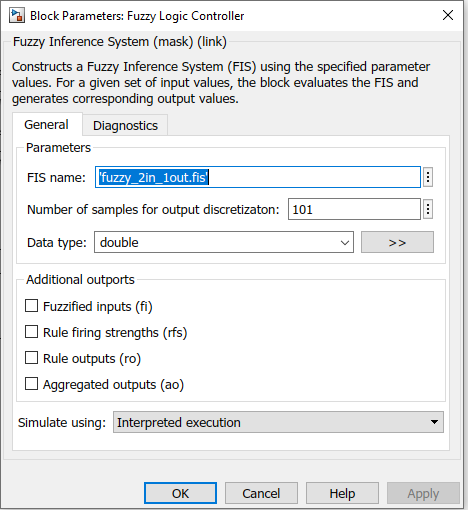 Block Parameters: Fuzzy Logic Controller
Fuzzy Inference System (mask) (link)
Constructs a Fuzzy Inference System (FIS) using the specified parameter
values. For a given set of input values, the block evaluates the FIS and
generates corresponding output values.
General Diagnostics
Parameters
FIS name: 'fuzzy_2in_1out.fis'
Number of samples for output discretizaton: 101
Data type: double >>
Additional outports
Fuzzified inputs (fi)
Rule firing strengths (rfs)
Rule outputs (ro)
Aggregated outputs (ao)
Simulate using: Interpreted execution
OK Cancel Help Apply